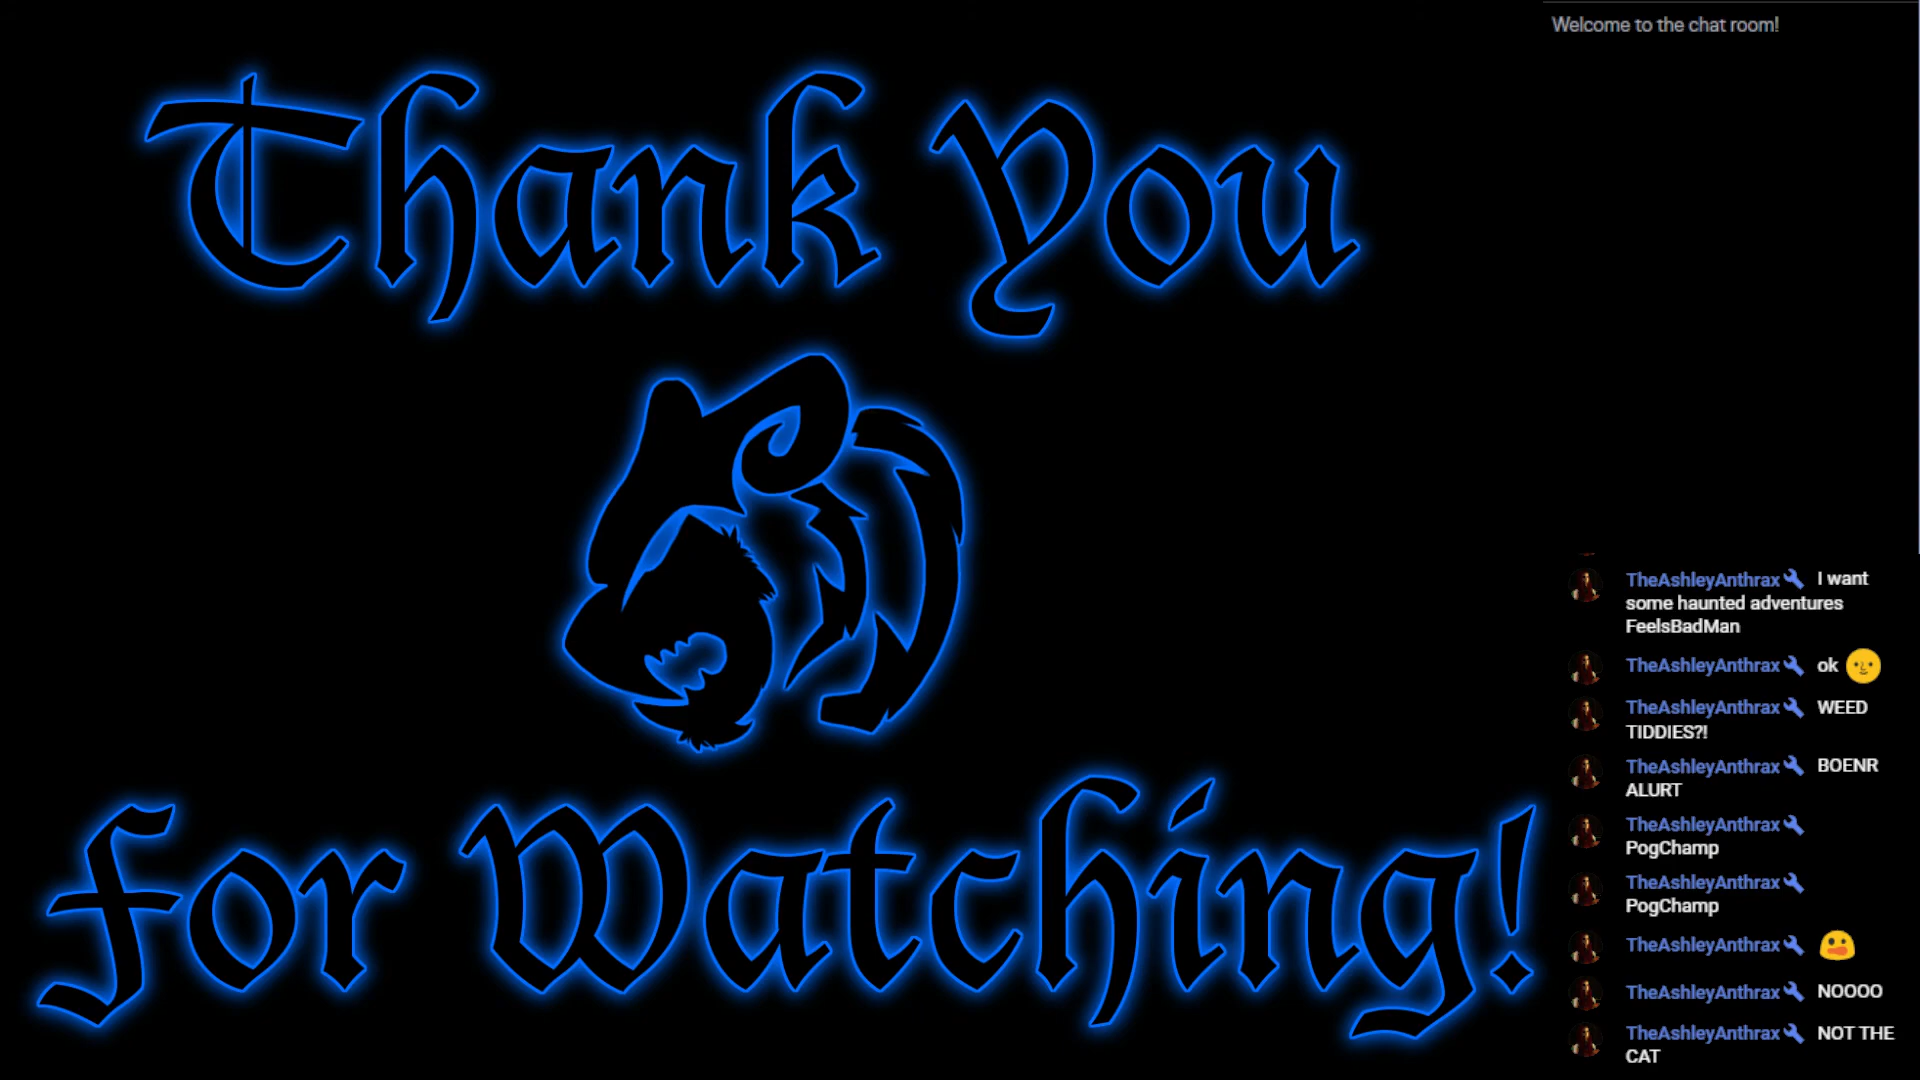 Welcome to the chat room!
Thank You
for Watching!
TheAshleyAnthrax I want
some haunted adventures
FeelsBadMan
TheAshleyAnthrax ok
TheAshleyAnthrax WEED
TIDDIES?!
TheAshleyAnthrax BOENR
ALURT
TheAshleyAnthrax
PogChamp
TheAshleyAnthrax
PogChamp
TheAshleyAnthrax
TheAshleyAnthrax NOOOO
TheAshleyAnthrax NOT THE
CAT